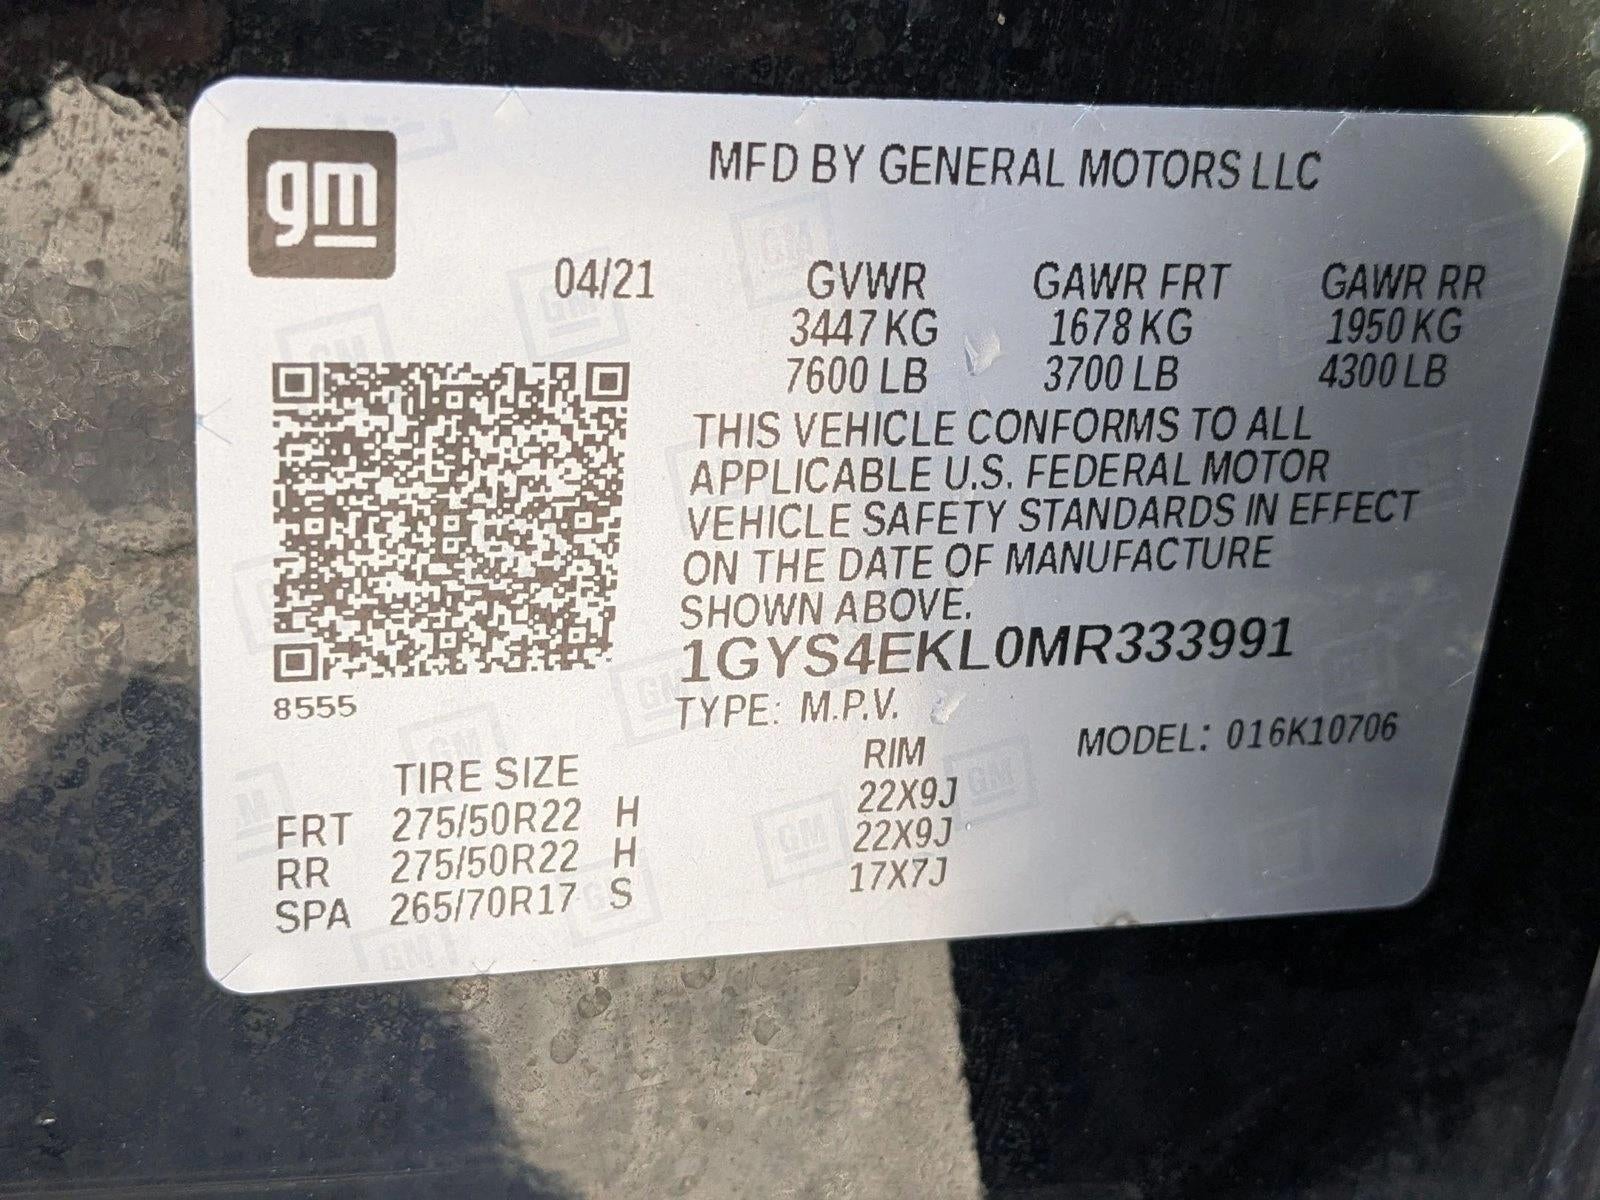 gm
MFD BY GENERAL MOTORS LLC
04/21 GVWR GAWR FRT GAWR RR
3447 KG 1678 KG 1950 KG
7600 LB 3700 LB 4300 LB
THIS VEHICLE CONFORMS TO ALL
APPLICABLE U.S. FEDERAL MOTOR
VEHICLE SAFETY STANDARDS IN EFFECT
ON THE DATE OF MANUFACTURE
SHOWN ABOVE.
1GYS4EKL0MR333991
8555
TYPE: M.P.V. MODEL: 016K10706
TIRE SIZE RIM
FRT 275/50R22 H 22X9J
RR 275/50R22 H 22X9J
SPA 265/70R17 S 17X7J